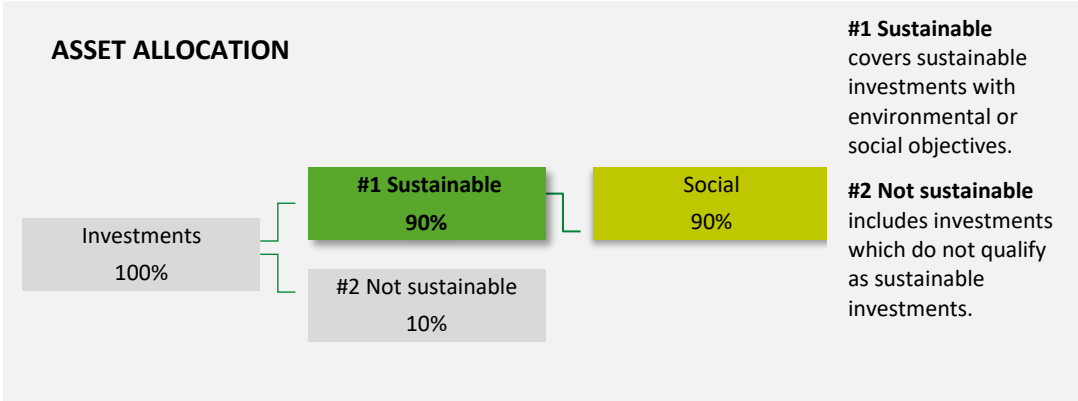 ASSET ALLOCATION
Investments
100%
#1 Sustainable
90%
#2 Not sustainable
10%
Social
90%
#1 Sustainable
covers sustainable
investments with
environmental or
social objectives.
#2 Not sustainable
includes investments
which do not qualify
as sustainable
investments.